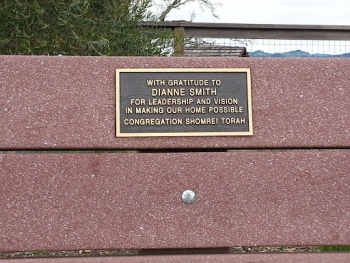 WITH GRATITUDE TO
DIANNE SMITH
FOR LEADERSHIP AND VISION
IN MAKING OUR HOME POSSIBLE
CONGREGATION SHOMREI TORAH